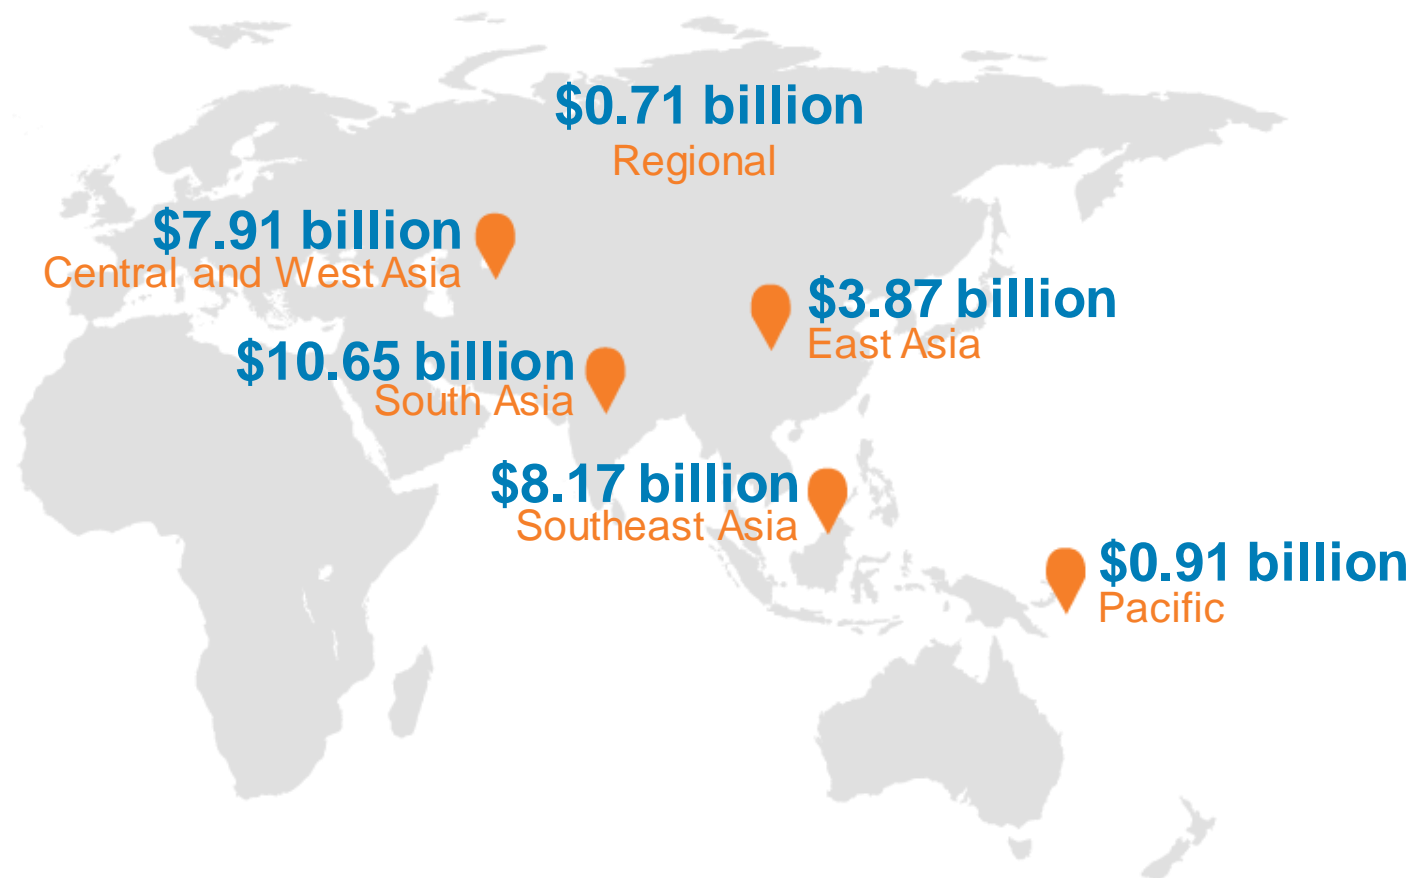 $0.71 billion
Regional
$7.91 billion
Central and West Asia
$3.87 billion
East Asia
$10.65 billion
South Asia
$8.17 billion
Southeast Asia
$0.91 billion
Pacific